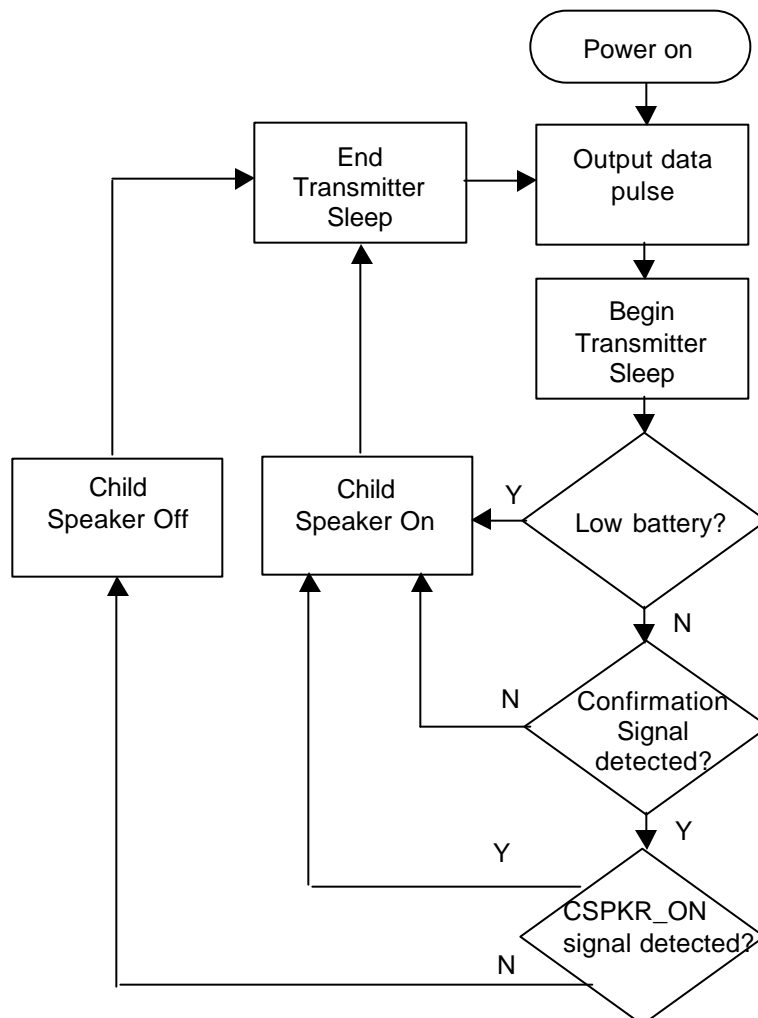 Power on
End
Transmitter
Sleep
Output data
pulse
Begin
Transmitter
Sleep
Child
Speaker Off
Child
Speaker On
Y
Low battery?
N
N
Confirmation
Signal
detected?
Y
Y
CSPKR_ON
signal detected?
N